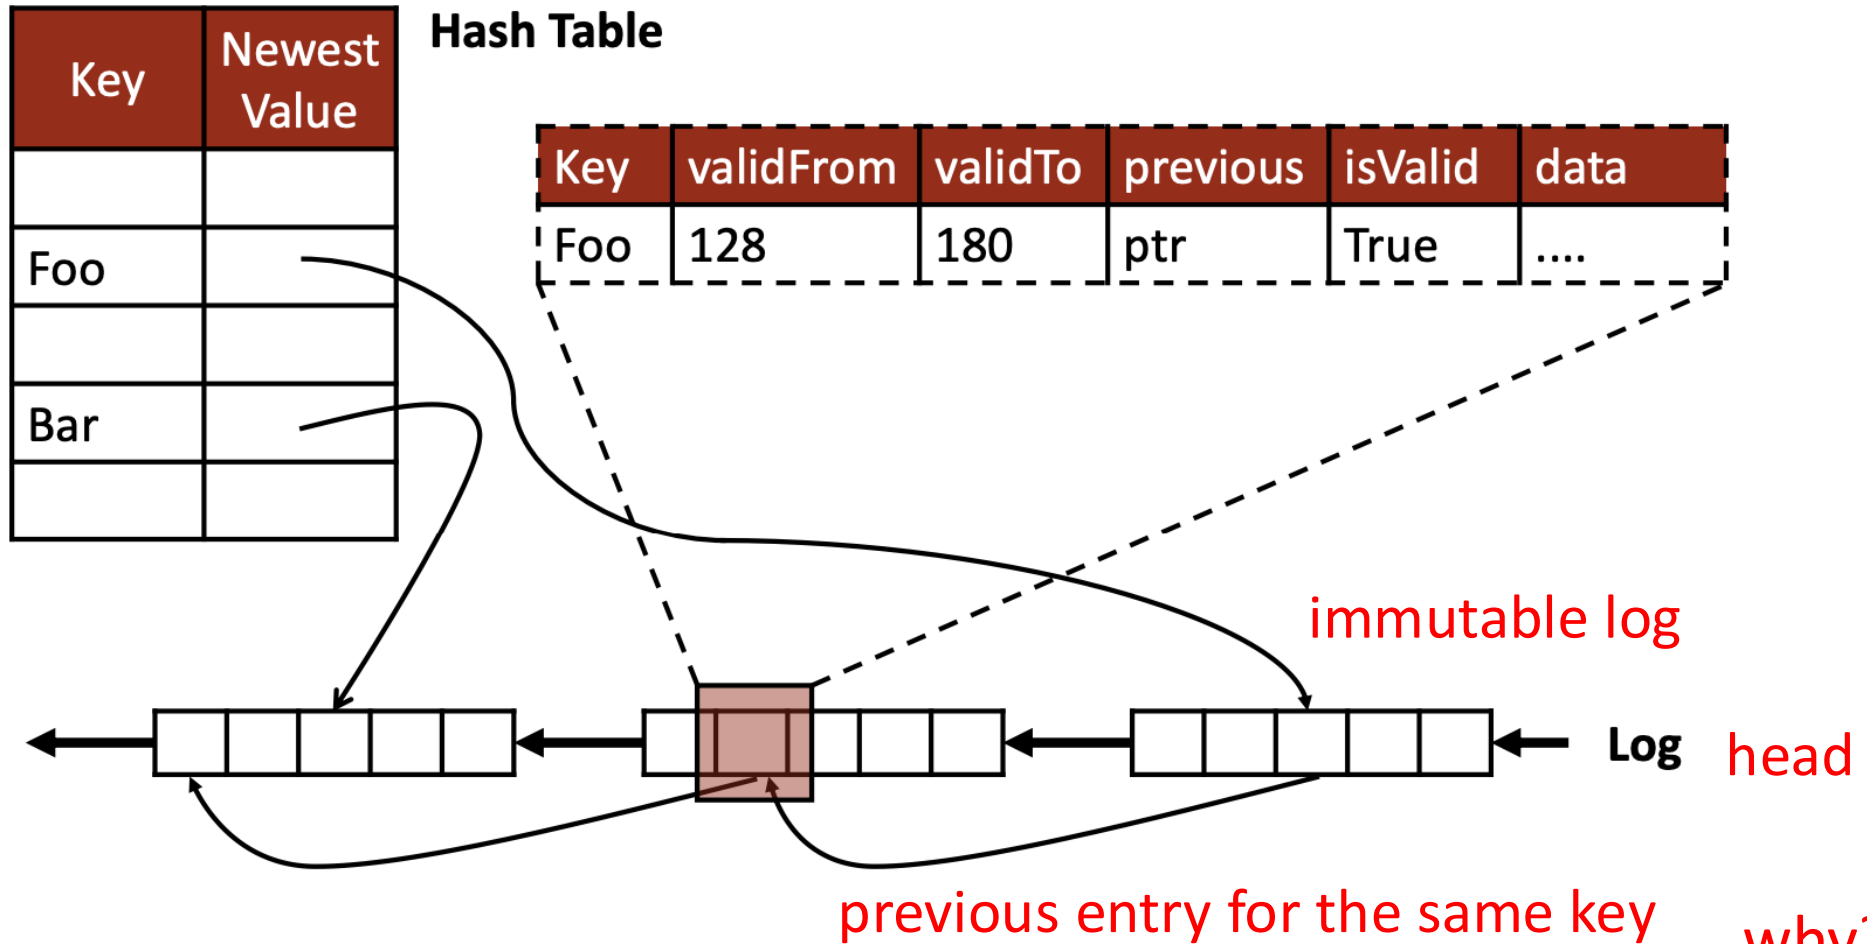 Hash Table
Key
Newest
Value
Foo
Bar
Key validFrom validTo previous isValid data
Foo 128 180 ptr True ....
immutable log
Log
head
previous entry for the same key